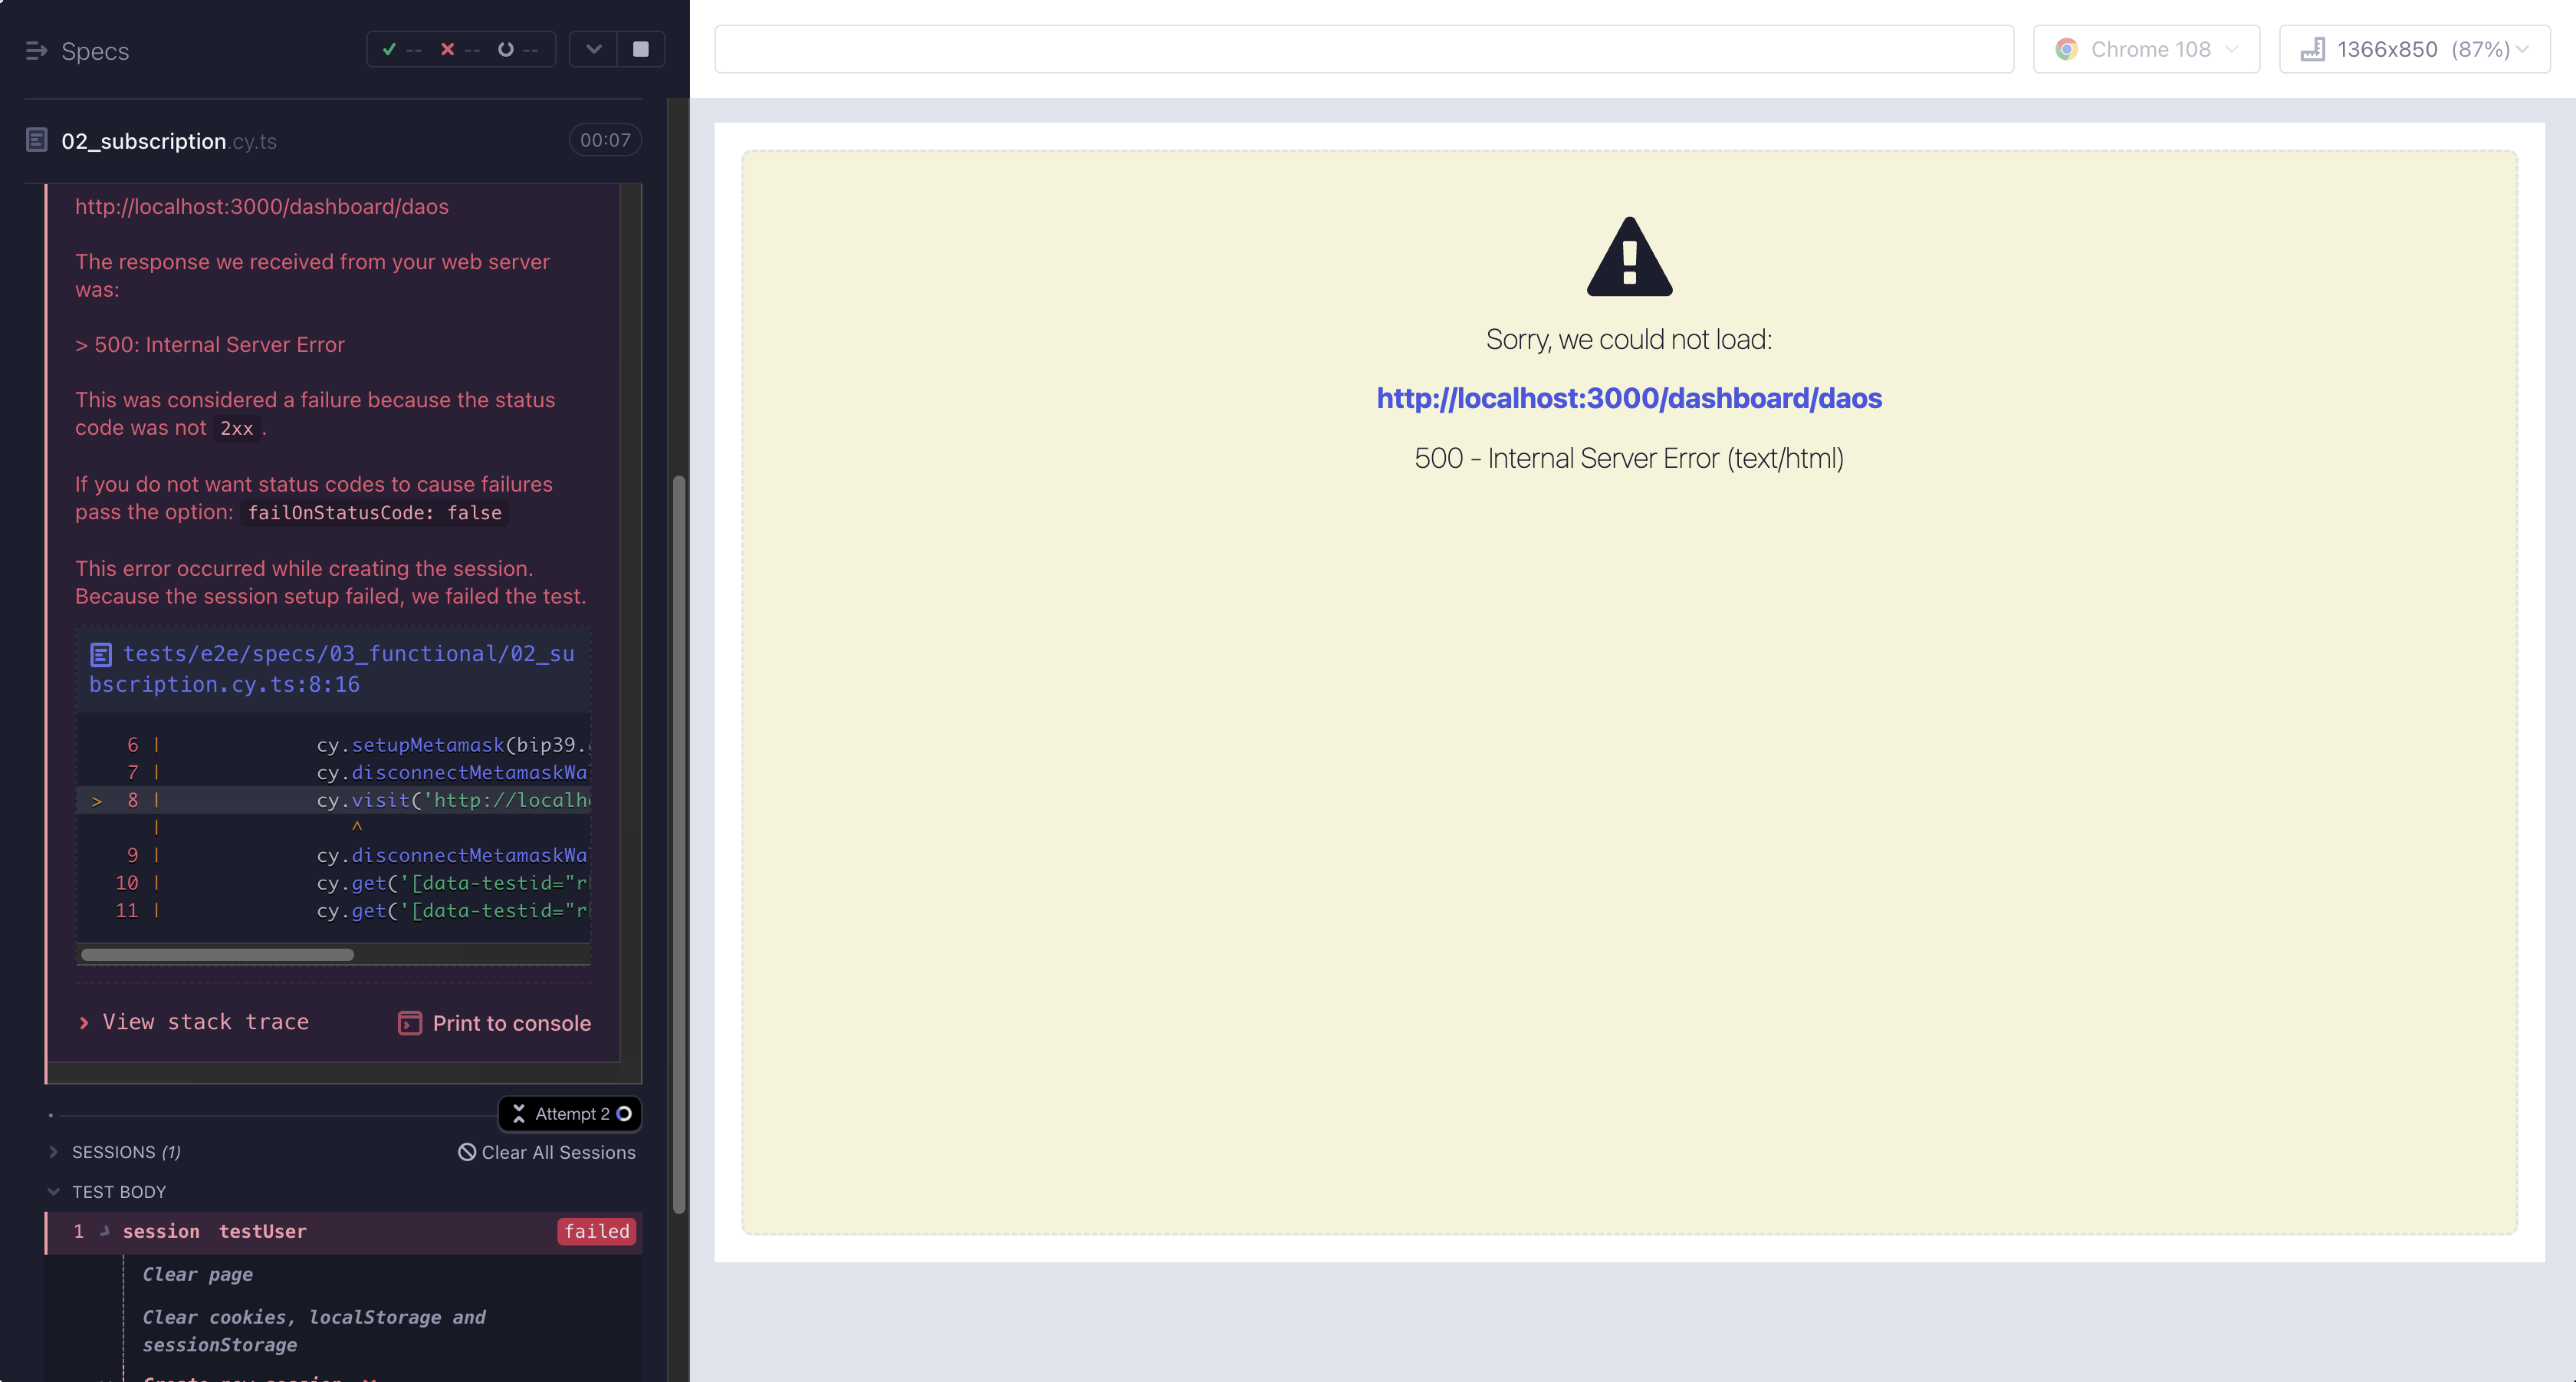 Specs
-- -- --
Chrome 108
1366x850 (87%)
02_subscription.cy.ts
00:07
http://localhost:3000/dashboard/daos
The response we received from your web server
was:
> 500: Internal Server Error
This was considered a failure because the status
code was not 2xx.
If you do not want status codes to cause failures
pass the option: failOnStatusCode: false
This error occurred while creating the session.
Because the session setup failed, we failed the test.
tests/e2e/specs/03_functional/02_su
bscription.cy.ts:8:16
6 | cy.setupMetamask(bip39.
7 | cy.disconnectMetamaskWa
> 8 | cy.visit('http://localh
| ^
9 | cy.disconnectMetamaskWa
10 | cy.get('[data-testid="r
11 | cy.get('[data-testid="r
View stack trace
Print to console
Attempt 2
SESSIONS (1)
Clear All Sessions
TEST BODY
1 session testUser failed
Clear page
Clear cookies, localStorage and
sessionStorage
Create new session
Sorry, we could not load:
http://localhost:3000/dashboard/daos
500 - Internal Server Error (text/html)